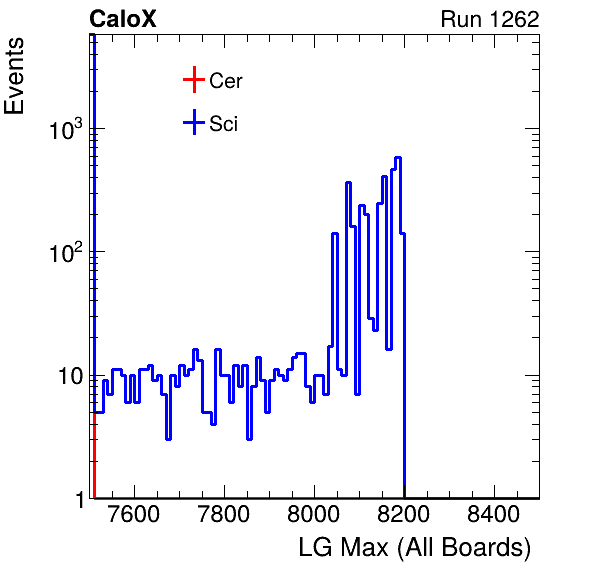 CaloX Run 1262
Events
Cer
Sci
10³
10²
10
1
7600 7800 8000 8200 8400
LG Max (All Boards)